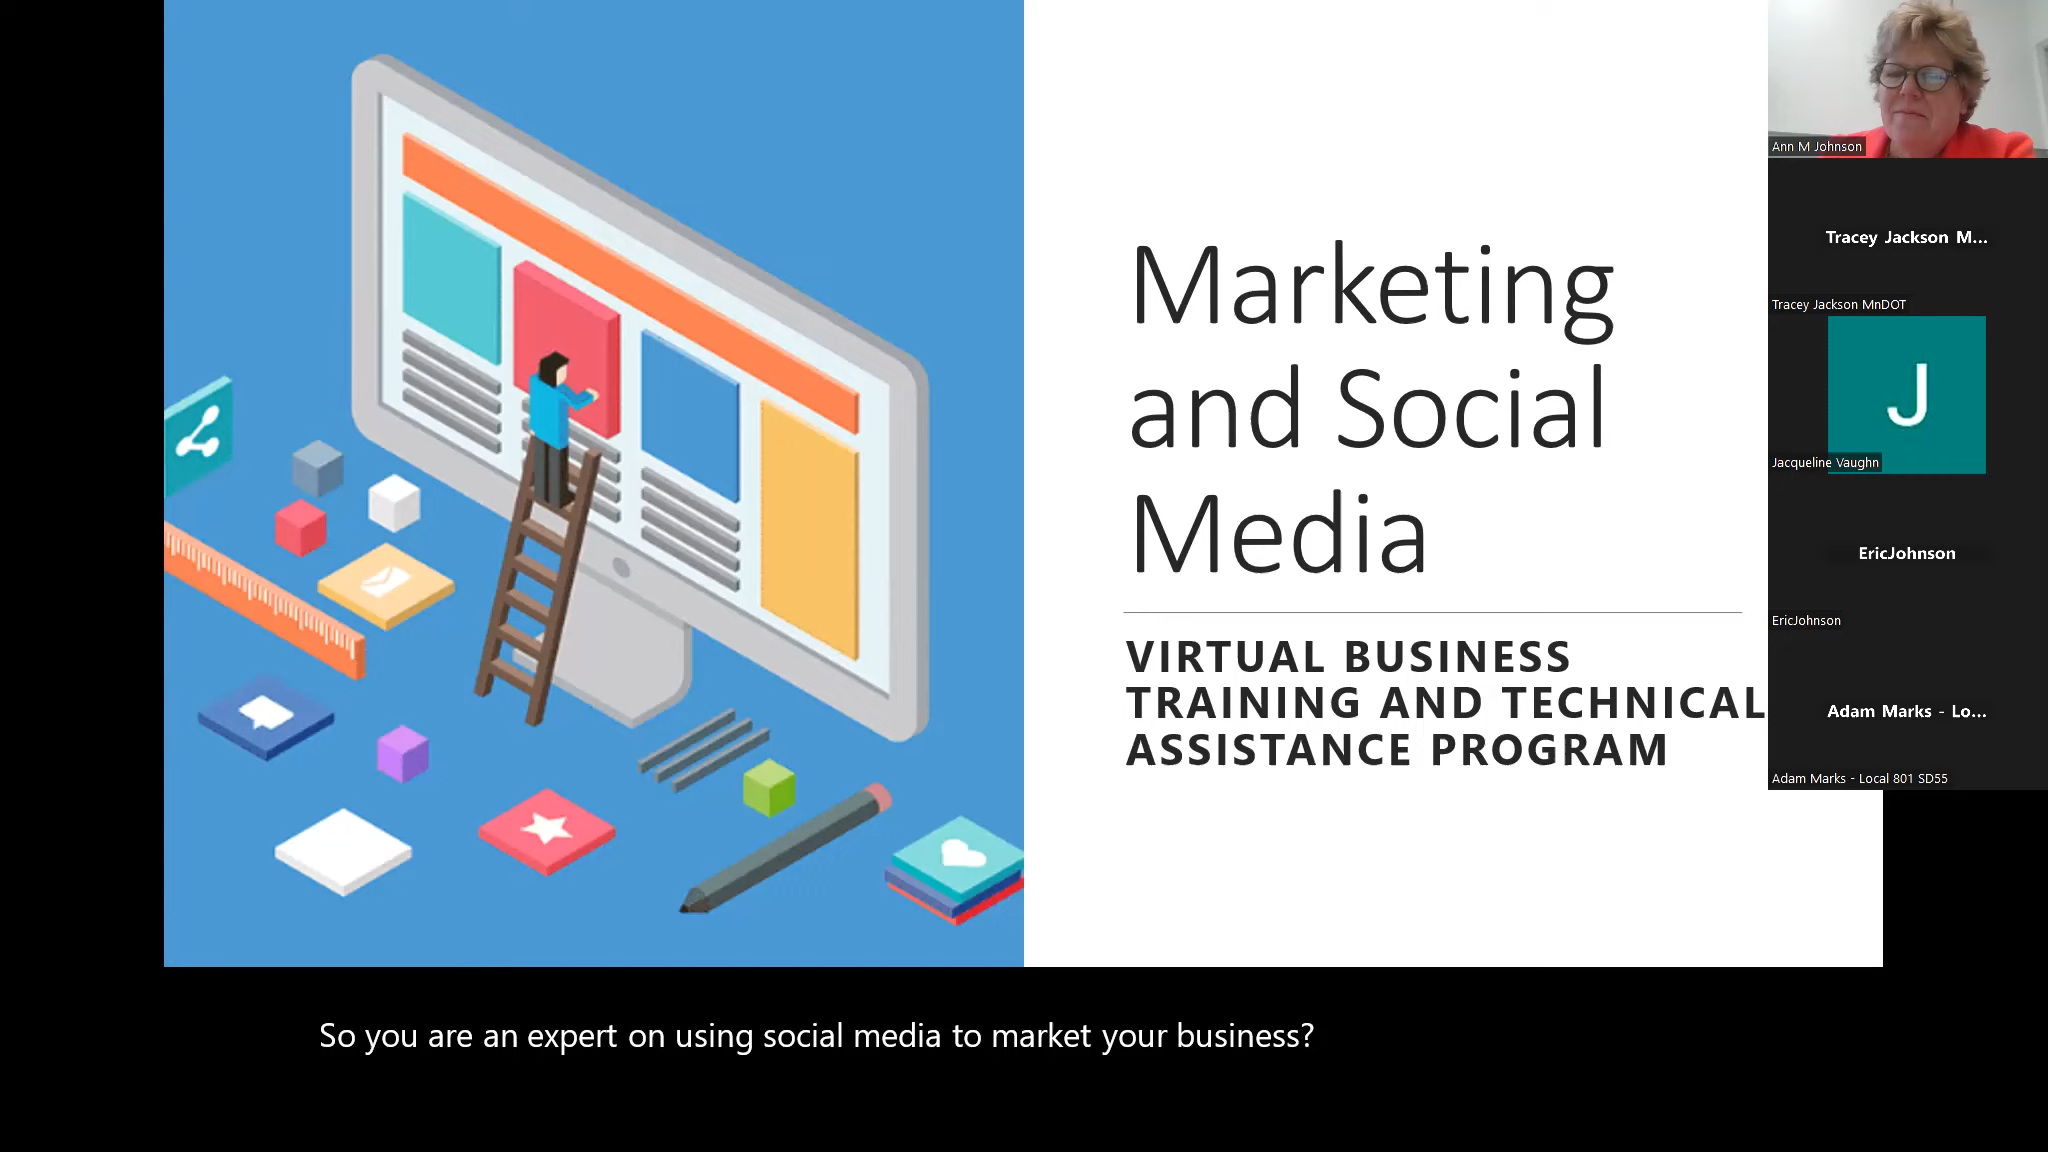 Marketing
and Social
Media
VIRTUAL BUSINESS
TRAINING AND TECHNICAL
ASSISTANCE PROGRAM
Ann M Johnson
Tracey Jackson M...
Tracey Jackson MnDOT
J
Jacqueline Vaughn
EricJohnson
EricJohnson
Adam Marks - Lo...
Adam Marks - Local 801 SD55
So you are an expert on using social media to market your business?